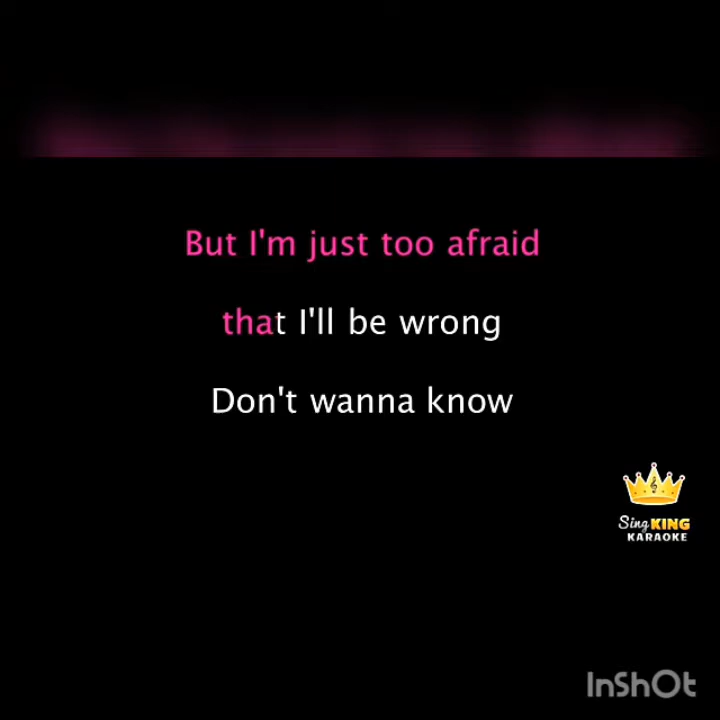 But I'm just too afraid
that I'll be wrong
Don't wanna know
Sing KING
KARAOKE
InShOt